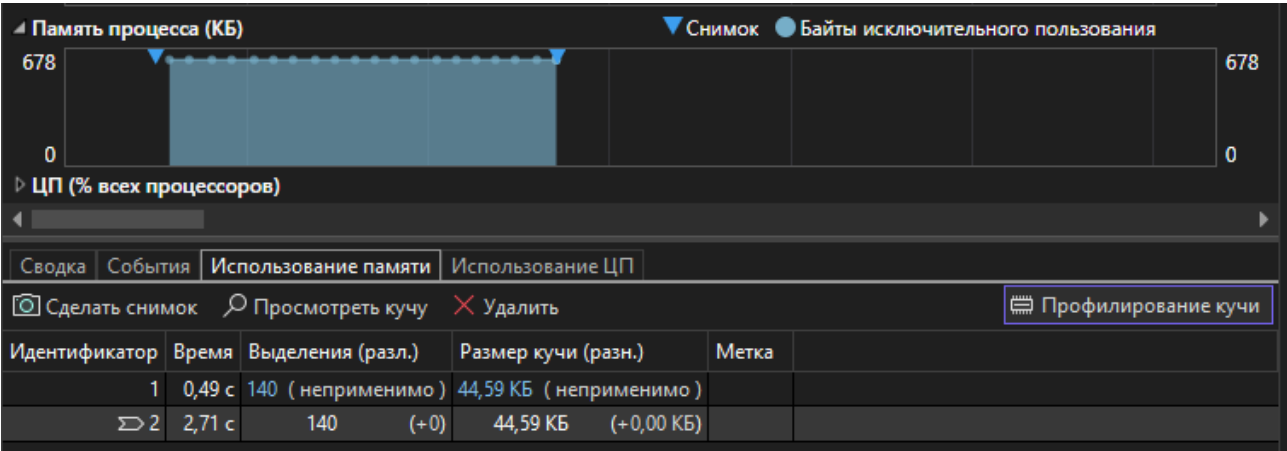 Память процесса (КБ) Снимок Байты исключительного пользования
678 678
0 0
ЦП (% всех процессоров)
Сводка События Использование памяти Использование ЦП
Сделать снимок Просмотреть кучу Удалить Профилирование кучи
Идентификатор Время Выделения (разл.) Размер кучи (разн.) Метка
1 0,49 с 140 ( неприменимо ) 44,59 КБ ( неприменимо )
2 2,71 с 140 (+0) 44,59 КБ (+0,00 КБ)